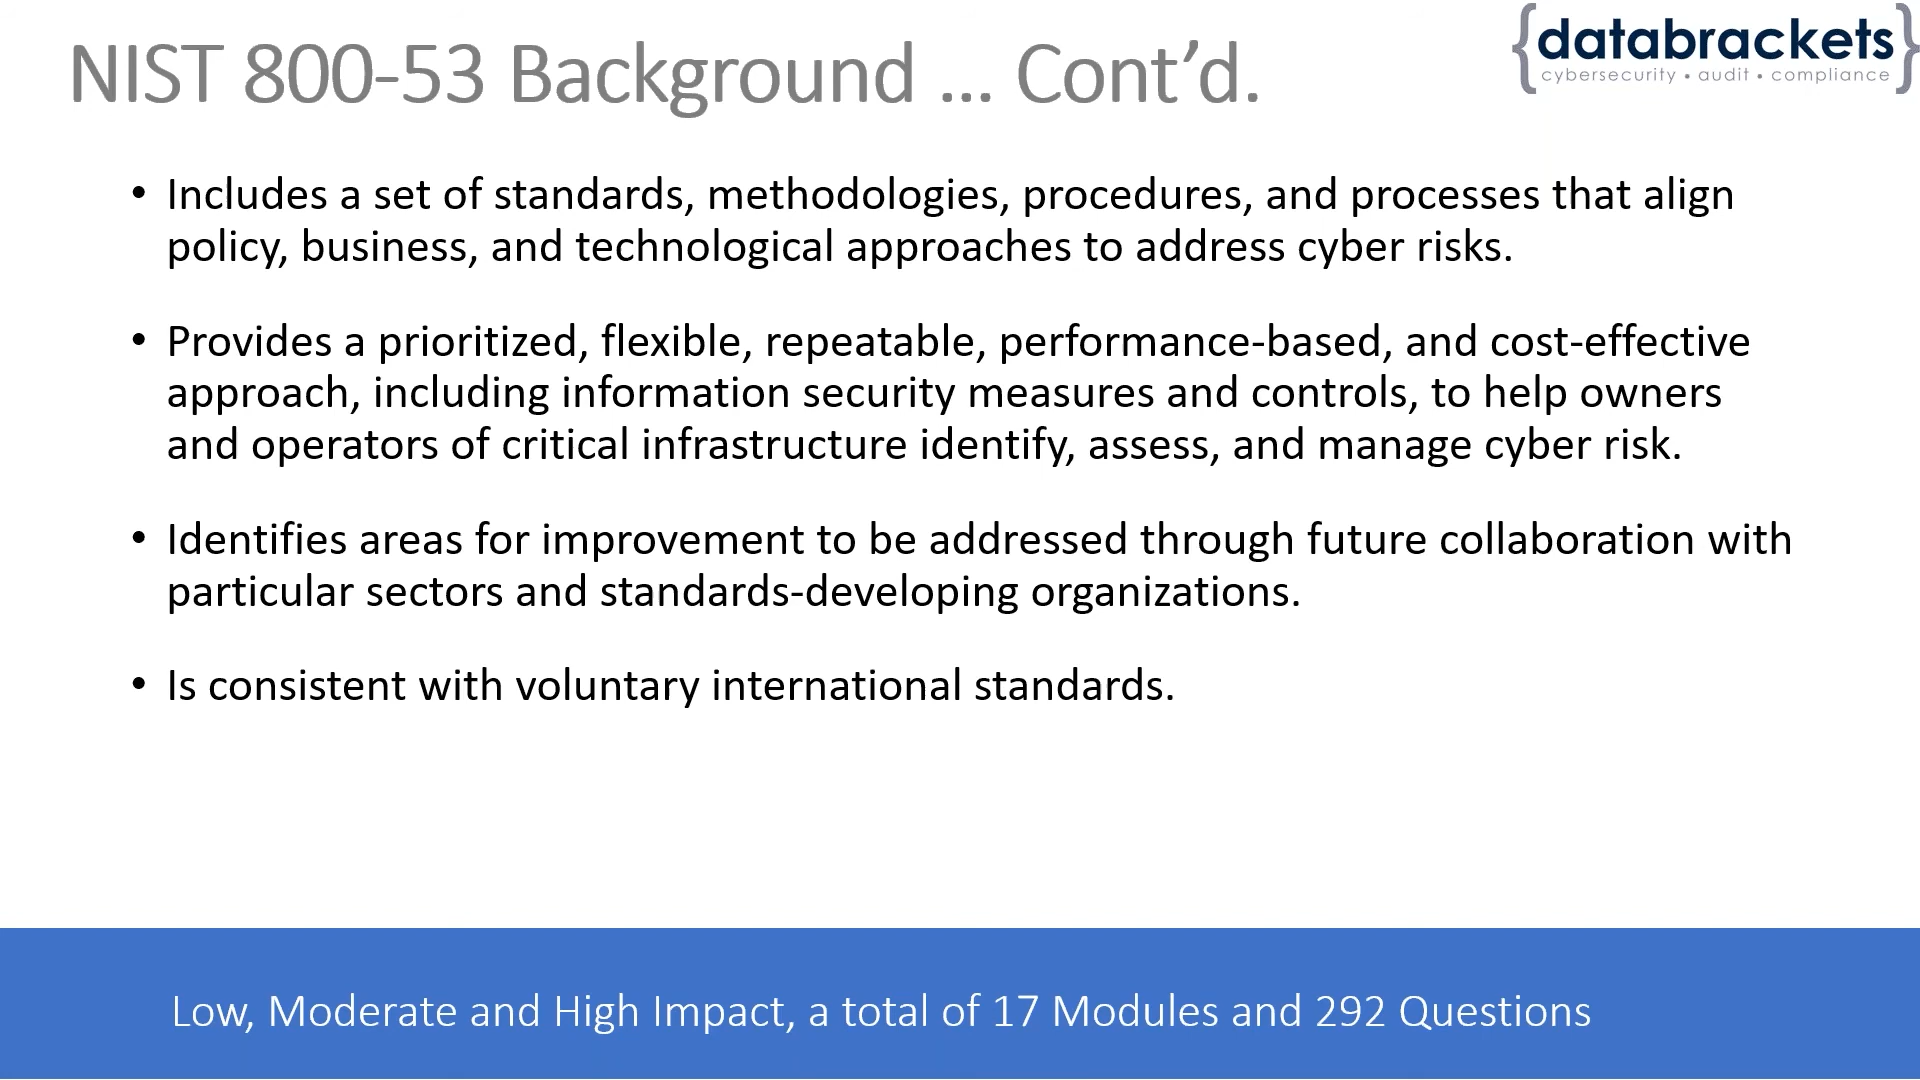 NIST 800-53 Background ... Cont’d.
{databrackets}
cybersecurity • audit • compliance
• Includes a set of standards, methodologies, procedures, and processes that align
policy, business, and technological approaches to address cyber risks.
• Provides a prioritized, flexible, repeatable, performance-based, and cost-effective
approach, including information security measures and controls, to help owners
and operators of critical infrastructure identify, assess, and manage cyber risk.
• Identifies areas for improvement to be addressed through future collaboration with
particular sectors and standards-developing organizations.
• Is consistent with voluntary international standards.
Low, Moderate and High Impact, a total of 17 Modules and 292 Questions